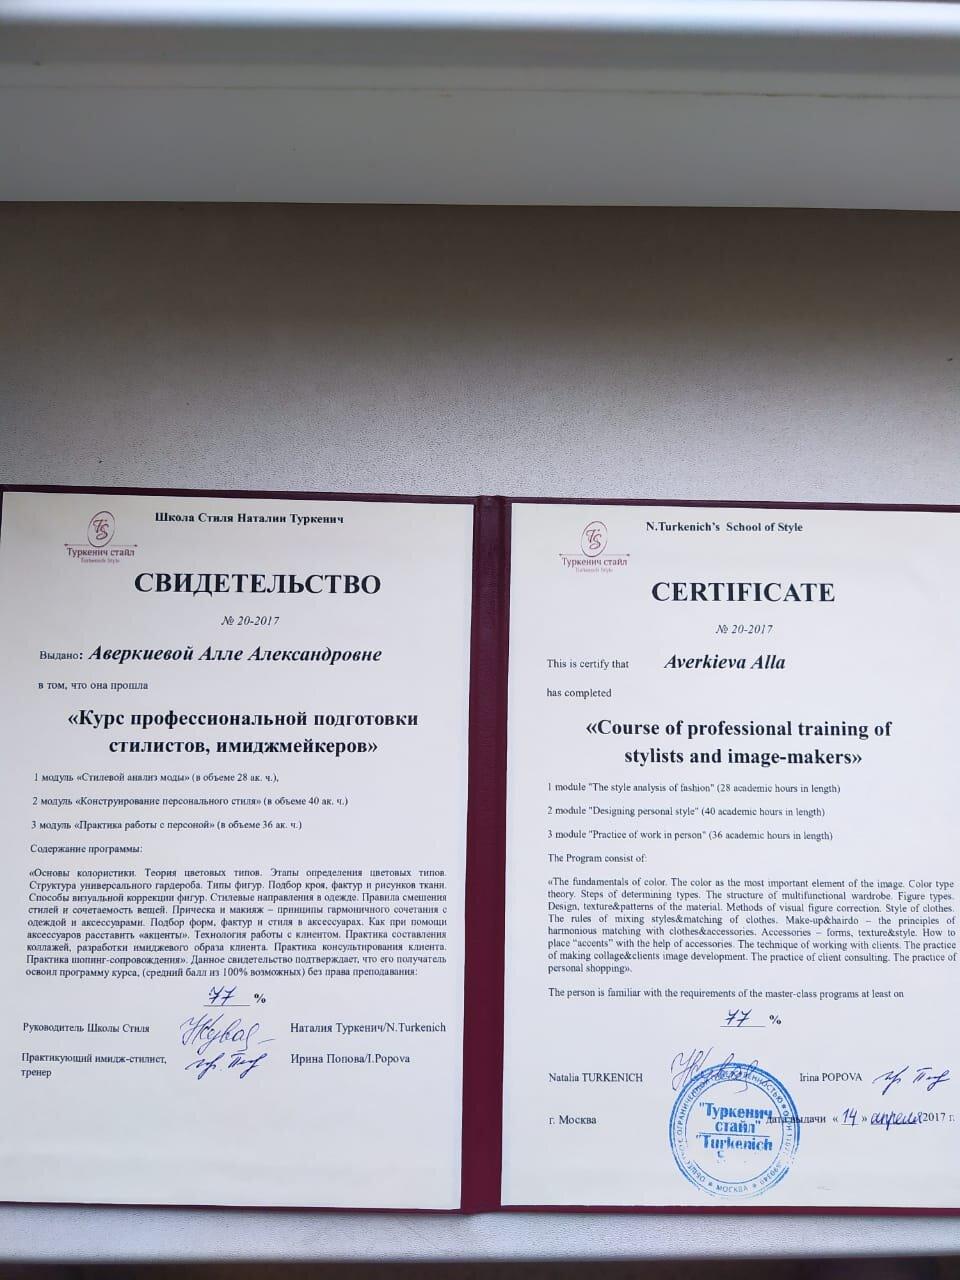 Школа Стиля Наталии Туркенич
TS
Туркенич стайл
Turkenich Style
СВИДЕТЕЛЬСТВО
№ 20-2017
Выдано: Аверкиевой Алле Александровне
в том, что она прошла
«Курс профессиональной подготовки
стилистов, имиджмейкеров»
1 модуль «Стилевой анализ моды» (в объеме 28 ак. ч.),
2 модуль «Конструирование персонального стиля» (в объеме 40 ак. ч.)
3 модуль «Практика работы с персоной» (в объеме 36 ак. ч.)
Содержание программы:
«Основы колористики. Теория цветовых типов. Этапы определения цветовых типов.
Структура универсального гардероба. Типы фигур. Подбор кроя, фактур и рисунков ткани.
Способы визуальной коррекции фигур. Стилевые направления в одежде. Правила смешения
стилей и сочетаемость вещей. Прическа и макияж – принципы гармоничного сочетания с
одеждой и аксессуарами. Подбор форм, фактур и стиля в аксессуарах. Как при помощи
аксессуаров расставить «акценты». Технология работы с клиентом. Практика составления
коллажей, разработки имиджевого образа клиента. Практика консультирования клиента.
Практика шопинг-сопровождения». Данное свидетельство подтверждает, что его получатель
освоил программу курса, (средний балл из 100% возможных) без права преподавания:
77 %
Руководитель Школы Стиля Наталия Туркенич/N.Turkenich
Практикующий имидж-стилист, Ирина Попова/I.Popova
тренер
N.Turkenich's School of Style
TS
Туркенич стайл
Turkenich Style
CERTIFICATE
№ 20-2017
This is certify that Averkieva Alla
has completed
«Course of professional training of
stylists and image-makers»
1 module "The style analysis of fashion" (28 academic hours in length)
2 module "Designing personal style" (40 academic hours in length)
3 module "Practice of work in person" (36 academic hours in length)
The Program consist of:
«The fundamentals of color. The color as the most important element of the image. Color type
theory. Steps of determining types. The structure of multifunctional wardrobe. Figure types.
Design, texture&patterns of the material. Methods of visual figure correction. Style of clothes.
The rules of mixing styles&matching of clothes. Make-up&hairdo – the principles of
harmonious matching with clothes&accessories. Accessories – forms, texture&style. How to
place “accents” with the help of accessories. The technique of working with clients. The practice
of making collage&clients image development. The practice of client consulting. The practice of
personal shopping».
The person is familiar with the requirements of the master-class programs at least on
77 %
Natalia TURKENICH Irina POPOVA
г. Москва дата выдачи « 14 » апреля 2017 г.
"Туркенич
стайл"
"Turkenich
МОСКВА